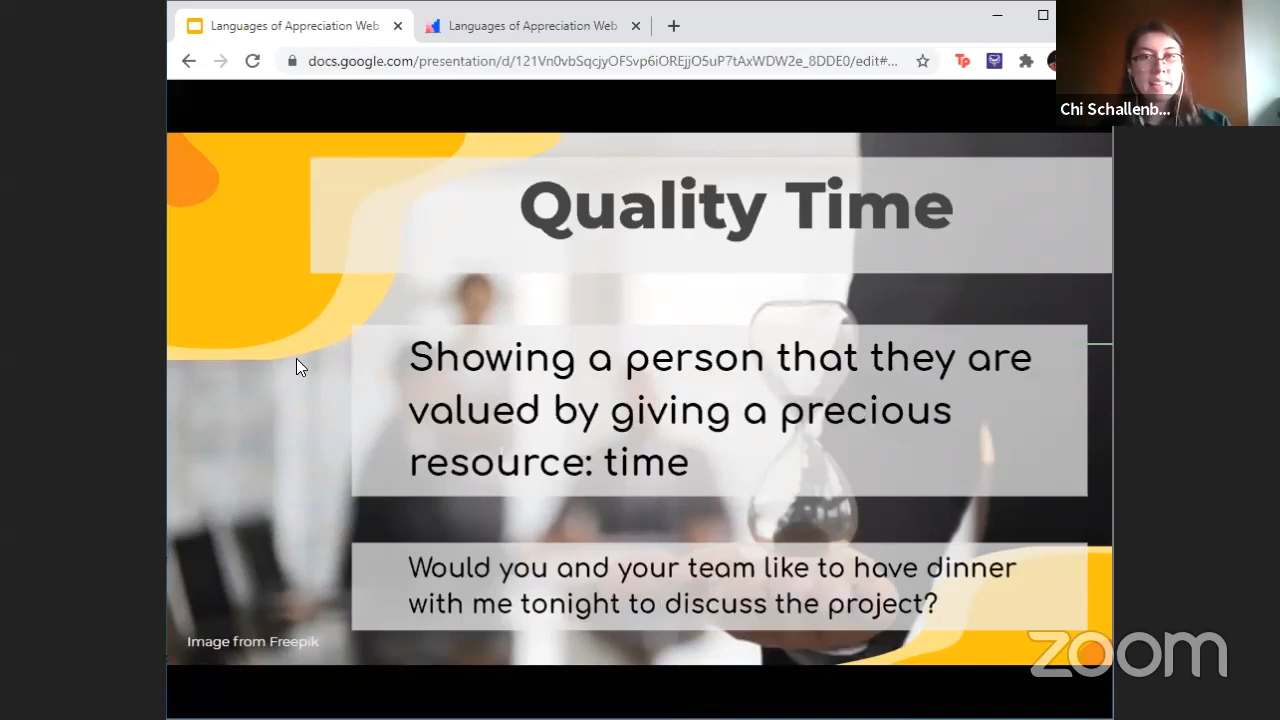 Languages of Appreciation Web
Languages of Appreciation Web
docs.google.com/presentation/d/121Vn0vbSqcjyOFSvp6iOREjjO5uP7tAxWDW2e_8DDE0/edit#...
Tp
Chi Schallenb...
Quality Time
Showing a person that they are
valued by giving a precious
resource: time
Would you and your team like to have dinner
with me tonight to discuss the project?
Image from Freepik
zoom